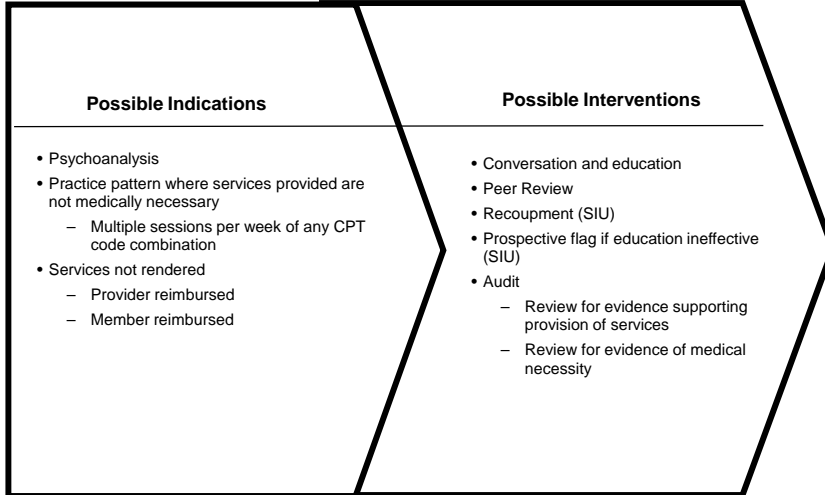 Possible Indications
• Psychoanalysis
• Practice pattern where services provided are
not medically necessary
– Multiple sessions per week of any CPT
code combination
• Services not rendered
– Provider reimbursed
– Member reimbursed
Possible Interventions
• Conversation and education
• Peer Review
• Recoupment (SIU)
• Prospective flag if education ineffective
(SIU)
• Audit
– Review for evidence supporting
provision of services
– Review for evidence of medical
necessity